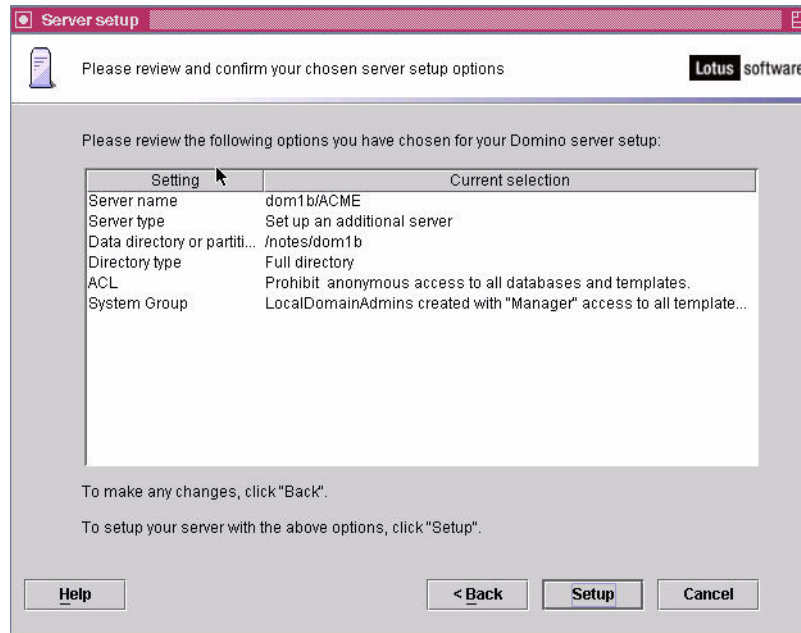 Server setup
Please review and confirm your chosen server setup options
Lotus software
Please review the following options you have chosen for your Domino server setup:
Setting Current selection
Server name dom1b/ACME
Server type Set up an additional server
Data directory or partiti... /notes/dom1b
Directory type Full directory
ACL Prohibit anonymous access to all databases and templates.
System Group LocalDomainAdmins created with "Manager" access to all template...
To make any changes, click "Back".
To setup your server with the above options, click "Setup".
Help < Back Setup Cancel